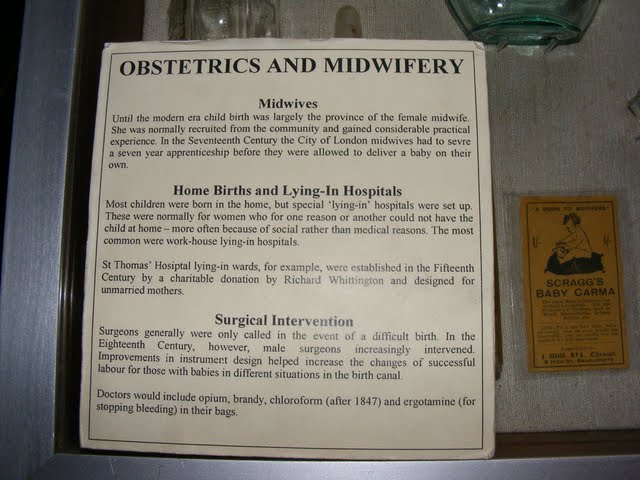 OBSTETRICS AND MIDWIFERY
Midwives
Until the modern era child birth was largely the province of the female midwife.
She was normally recruited from the community and gained considerable practical
experience. In the Seventeenth Century the City of London midwives had to sevre
a seven year apprenticeship before they were allowed to deliver a baby on their
own.
Home Births and Lying-In Hospitals
Most children were born in the home, but special 'lying-in' hospitals were set up.
These were normally for women who for one reason or another could not have the
child at home – more often because of social rather than medical reasons. The most
common were work-house lying-in hospitals.
St Thomas' Hosiptal lying-in wards, for example, were established in the Fifteenth
Century by a charitable donation by Richard Whittington and designed for
unmarried mothers.
Surgical Intervention
Surgeons generally were only called in the event of a difficult birth. In the
Eighteenth Century, however, male surgeons increasingly intervened.
Improvements in instrument design helped increase the changes of successful
labour for those with babies in different situations in the birth canal.
Doctors would include opium, brandy, chloroform (after 1847) and ergotamine (for
stopping bleeding) in their bags.
A BOON TO MOTHERS
1/- 1/-
SCRAGG'S
BABY CARMA